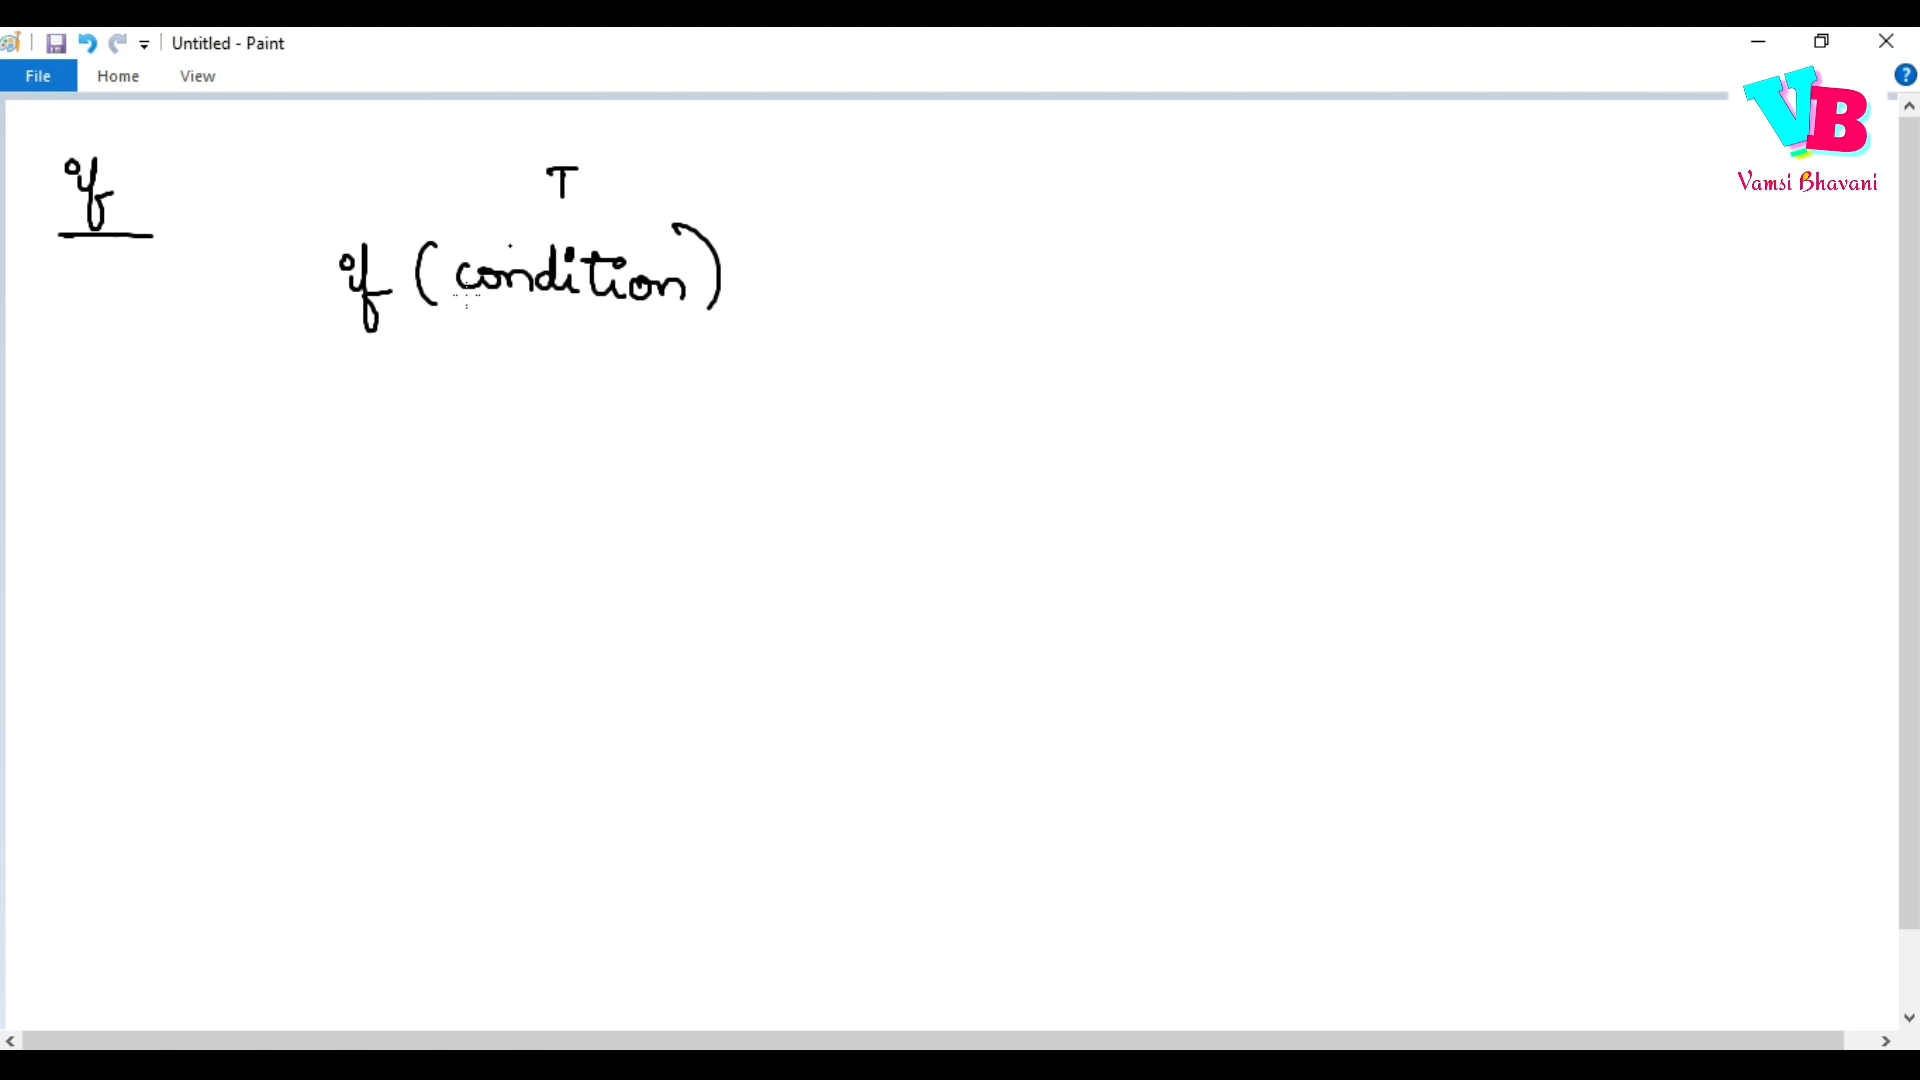 Untitled - Paint
File Home View
?
VB
Vamsi Bhavani
if
T
if (condition)